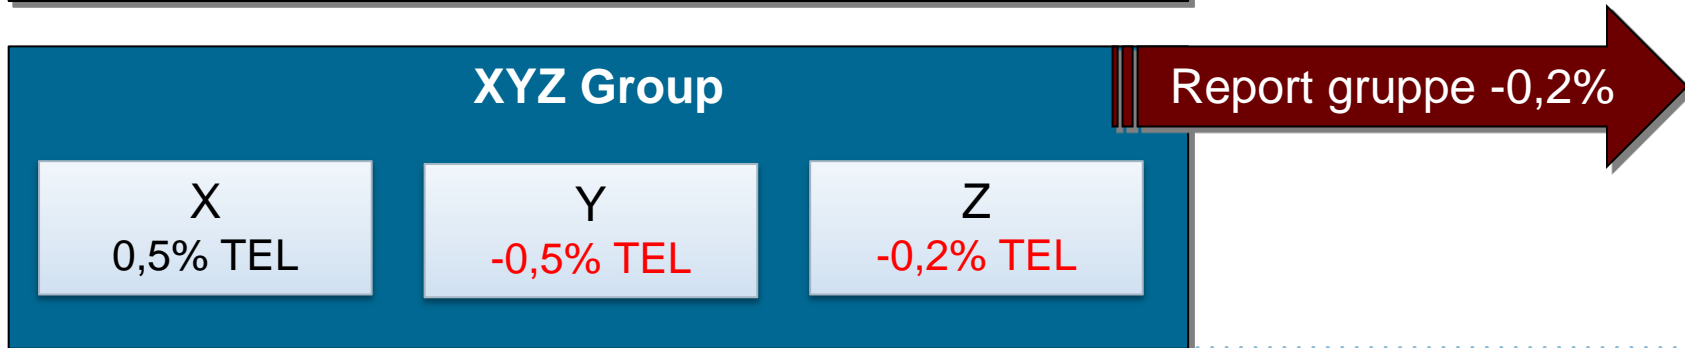 XYZ Group
Report gruppe -0,2%
X
0,5% TEL
Y
-0,5% TEL
Z
-0,2% TEL